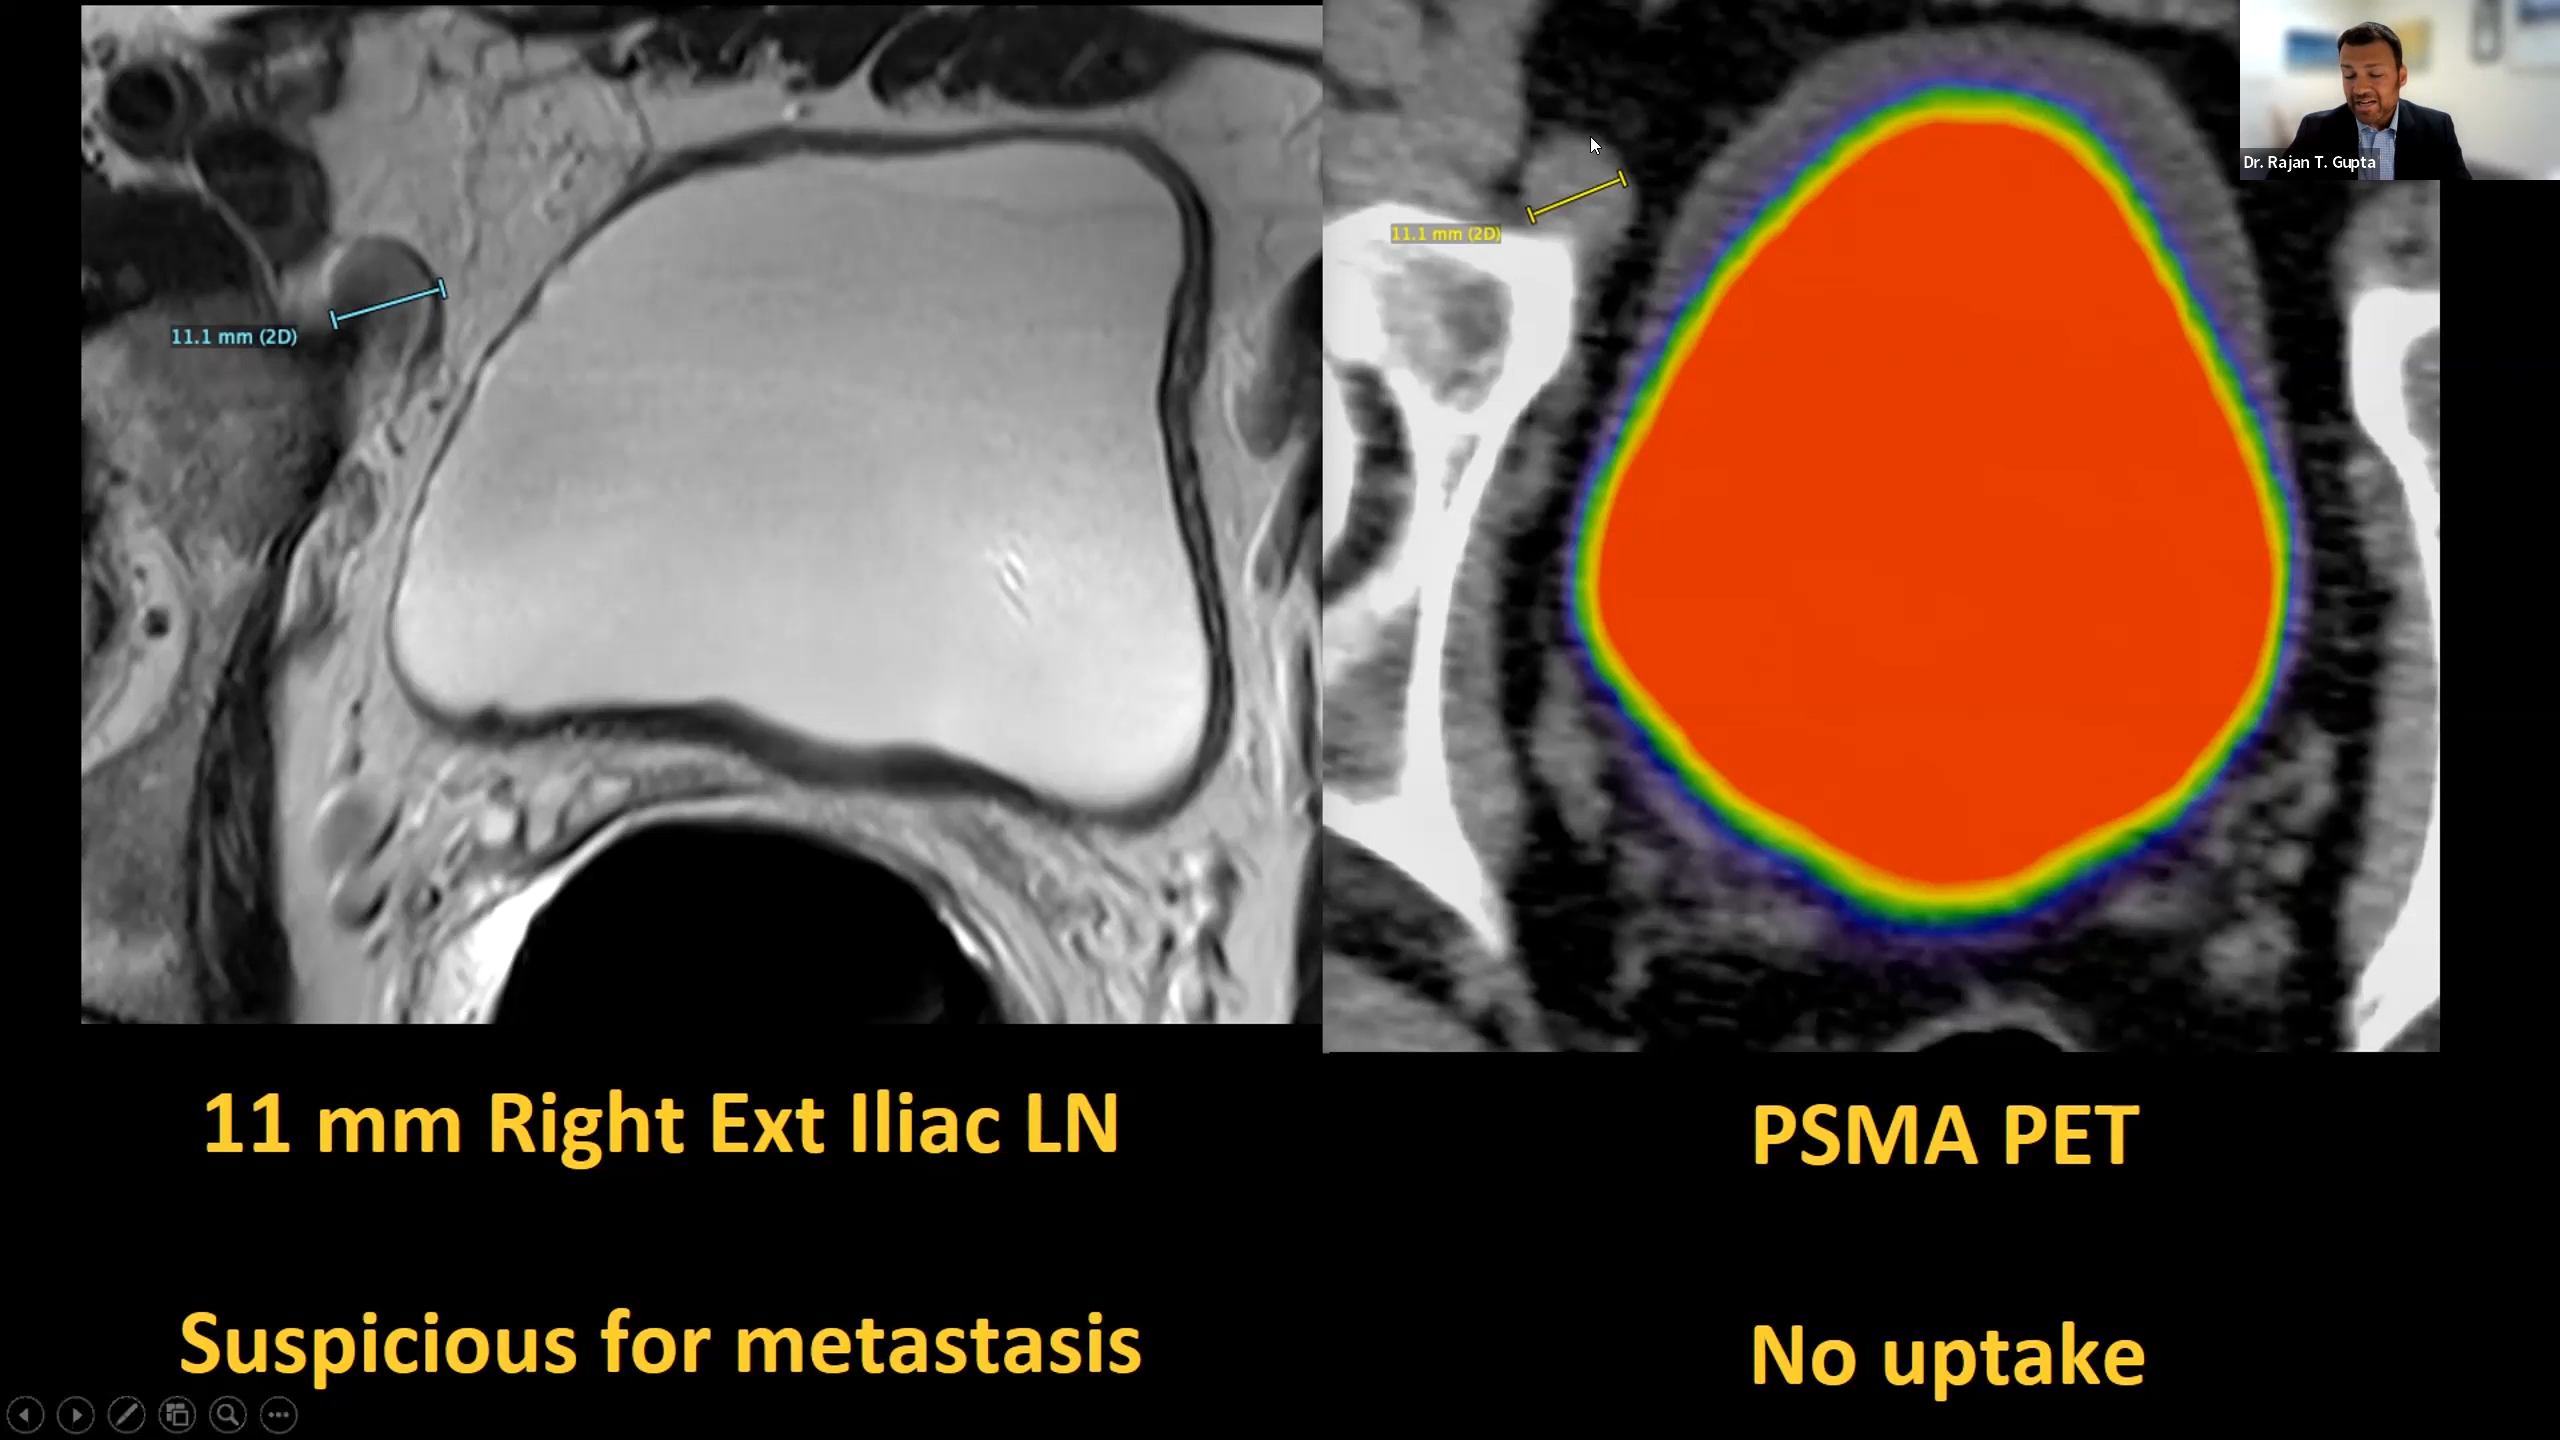 Dr. Rajan T. Gupta
11.1 mm (2D)
11.1 mm (2D)
11 mm Right Ext Iliac LN
PSMA PET
Suspicious for metastasis
No uptake